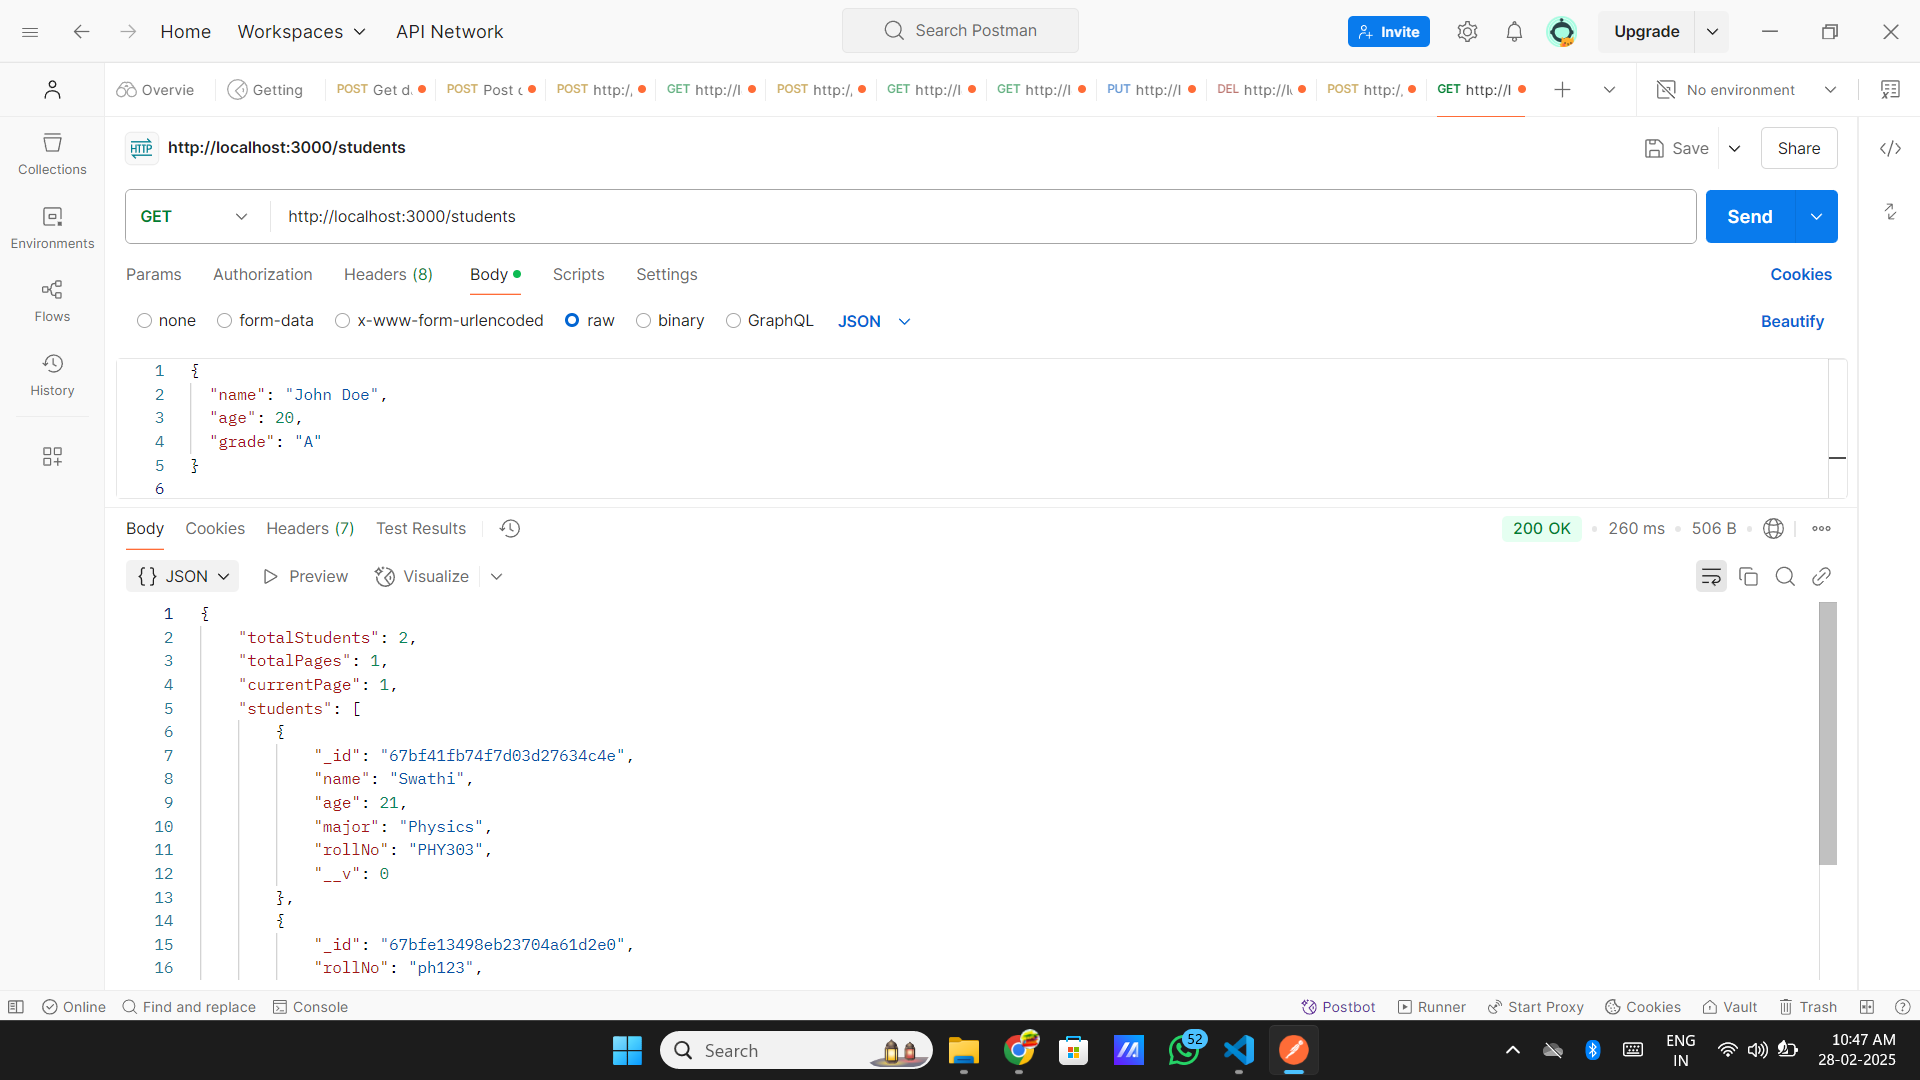 Home Workspaces API Network Search Postman Invite Upgrade
Overvie Getting POST Get d POST Post c POST http:/, GET http://l POST http:/, GET http://l GET http://l PUT http://l DEL http://l POST http:/, GET http://l No environment
HTTP http://localhost:3000/students Save Share
GET http://localhost:3000/students Send
Params Authorization Headers (8) Body Scripts Settings Cookies
none form-data x-www-form-urlencoded raw binary GraphQL JSON Beautify
Collections
Environments
Flows
History
1 {
2 "name": "John Doe",
3 "age": 20,
4 "grade": "A"
5 }
6
Body Cookies Headers (7) Test Results 200 OK 260 ms 506 B
{} JSON Preview Visualize
1 {
2 "totalStudents": 2,
3 "totalPages": 1,
4 "currentPage": 1,
5 "students": [
6 {
7 "_id": "67bf41fb74f7d03d27634c4e",
8 "name": "Swathi",
9 "age": 21,
10 "major": "Physics",
11 "rollNo": "PHY303",
12 "__v": 0
13 },
14 {
15 "_id": "67bfe13498eb23704a61d2e0",
16 "rollNo": "ph123",
Online Find and replace Console Postbot Runner Start Proxy Cookies Vault Trash
Search 52 ENG 10:47 AM
IN 28-02-2025